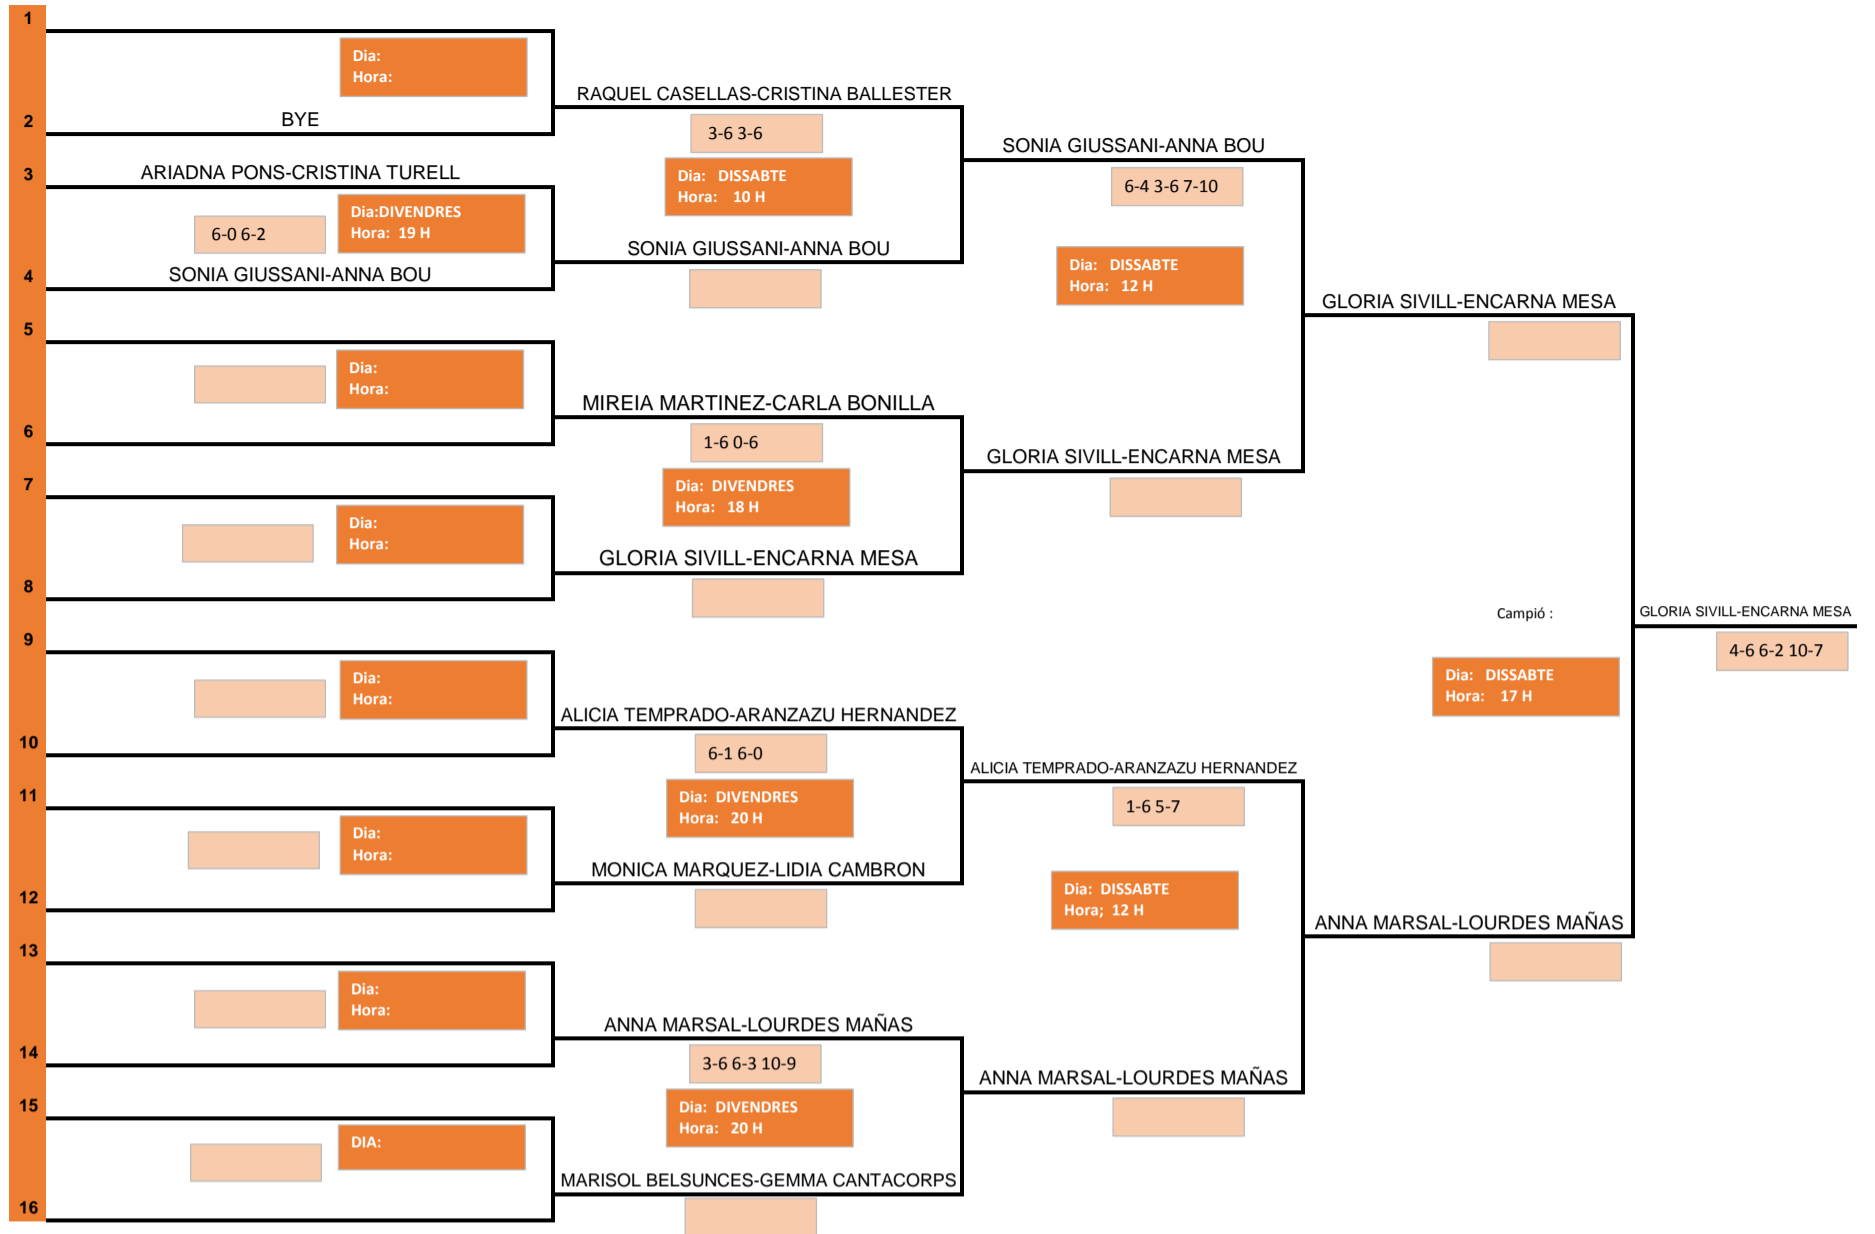 1
Dia:
Hora:
BYE
2
RAQUEL CASELLAS-CRISTINA BALLESTER
3-6 3-6
Dia: DISSABTE
Hora: 10 H
3
ARIADNA PONS-CRISTINA TURELL
Dia:DIVENDRES
Hora: 19 H
6-0 6-2
4
SONIA GIUSSANI-ANNA BOU
SONIA GIUSSANI-ANNA BOU
SONIA GIUSSANI-ANNA BOU
6-4 3-6 7-10
Dia: DISSABTE
Hora: 12 H
5
Dia:
Hora:
6
MIREIA MARTINEZ-CARLA BONILLA
1-6 0-6
Dia: DIVENDRES
Hora: 18 H
7
Dia:
Hora:
8
GLORIA SIVILL-ENCARNA MESA
GLORIA SIVILL-ENCARNA MESA
GLORIA SIVILL-ENCARNA MESA
Campió :
GLORIA SIVILL-ENCARNA MESA
4-6 6-2 10-7
Dia: DISSABTE
Hora: 17 H
9
Dia:
Hora:
10
ALICIA TEMPRADO-ARANZAZU HERNANDEZ
6-1 6-0
Dia: DIVENDRES
Hora: 20 H
ALICIA TEMPRADO-ARANZAZU HERNANDEZ
1-6 5-7
Dia: DISSABTE
Hora; 12 H
11
Dia:
Hora:
12
MONICA MARQUEZ-LIDIA CAMBRON
ANNA MARSAL-LOURDES MAÑAS
13
Dia:
Hora:
14
ANNA MARSAL-LOURDES MAÑAS
3-6 6-3 10-9
Dia: DIVENDRES
Hora: 20 H
ANNA MARSAL-LOURDES MAÑAS
15
DIA:
16
MARISOL BELSUNCES-GEMMA CANTACORPS